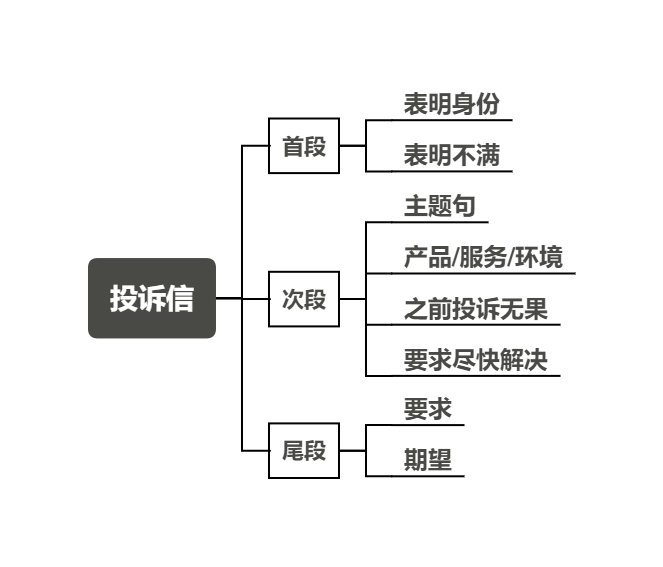 投诉信
首段
表明身份
表明不满
次段
主题句
产品/服务/环境
之前投诉无果
要求尽快解决
尾段
要求
期望